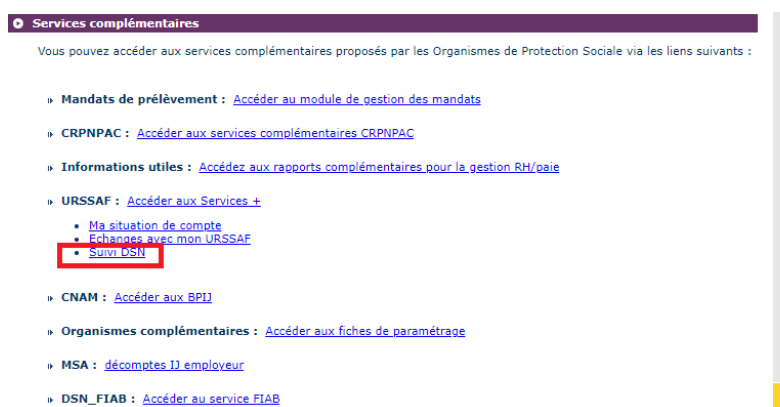 Services complémentaires
Vous pouvez accéder aux services complémentaires proposés par les Organismes de Protection Sociale via les liens suivants :
Mandats de prélèvement : Accéder au module de gestion des mandats
CRPNPAC : Accéder aux services complémentaires CRPNPAC
Informations utiles : Accédez aux rapports complémentaires pour la gestion RH/paie
URSSAF : Accéder aux Services +
Ma situation de compte
Echanges avec mon URSSAF
Suivi DSN
CNAM : Accéder aux BPIJ
Organismes complémentaires : Accéder aux fiches de paramétrage
MSA : décomptes IJ employeur
DSN_FIAB : Accéder au service FIAB